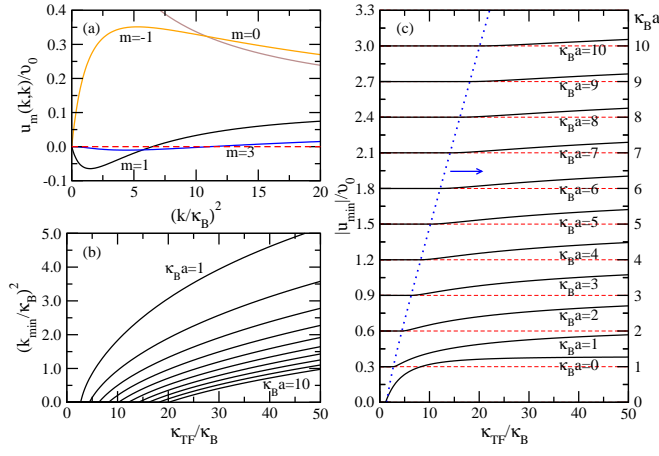 (a)
m=-1
m=0
m=1
m=3
0.4
0.3
0.2
0.1
0.0
-0.1
0
5
10
15
20
u_m(k,k)/υ_0
(k/κ_B)^2
(b)
κ_B a=1
κ_B a=10
5.0
4.0
3.0
2.0
1.0
0.0
0
10
20
30
40
50
(k_min/κ_B)^2
κ_TF/κ_B
(c)
κ_B a
3.0
2.7
2.4
2.1
1.8
1.5
1.2
0.9
0.6
0.3
0.0
|u_min|/υ_0
κ_B a=10
κ_B a=9
κ_B a=8
κ_B a=7
κ_B a=6
κ_B a=5
κ_B a=4
κ_B a=3
κ_B a=2
κ_B a=1
κ_B a=0
10
9
8
7
6
5
4
3
2
1
0
0
10
20
30
40
50
κ_TF/κ_B